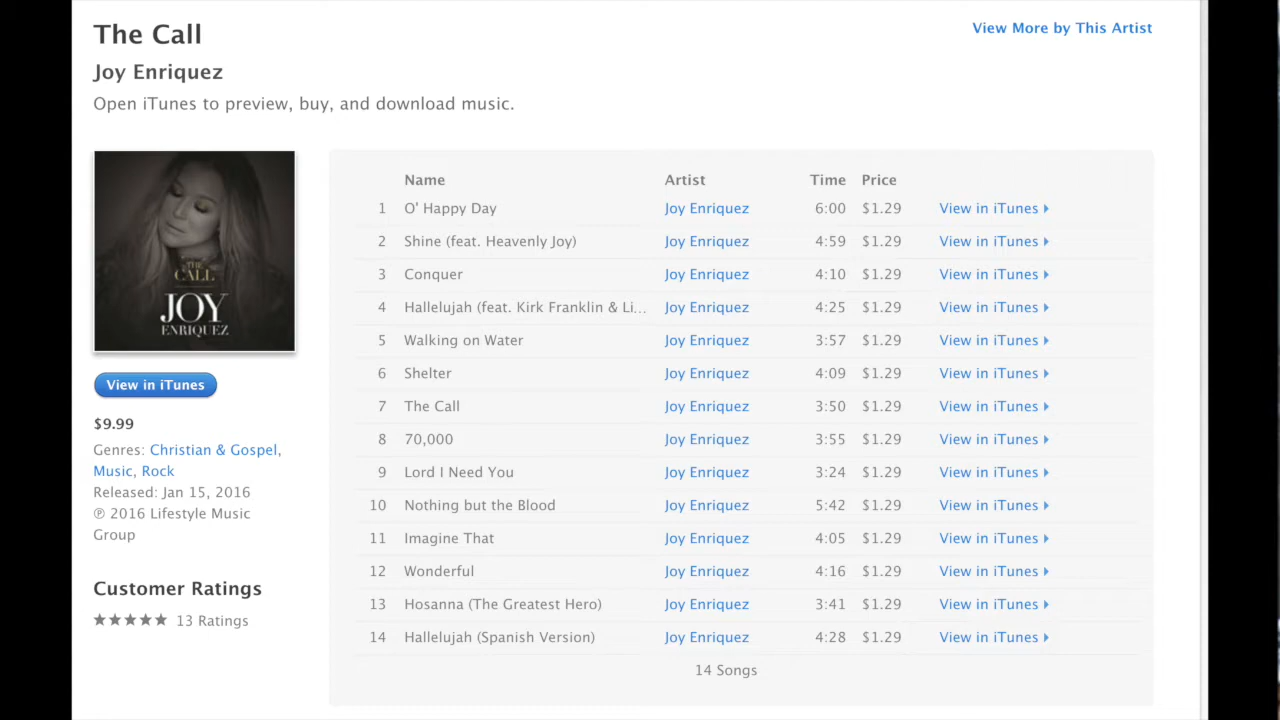 The Call
View More by This Artist
Joy Enriquez
Open iTunes to preview, buy, and download music.
THE
CALL
JOY
ENRIQUEZ
View in iTunes
$9.99
Genres: Christian & Gospel,
Music, Rock
Released: Jan 15, 2016
℗ 2016 Lifestyle Music
Group
Customer Ratings
★★★★★ 13 Ratings
Name Artist Time Price
1 O' Happy Day Joy Enriquez 6:00 $1.29 View in iTunes
2 Shine (feat. Heavenly Joy) Joy Enriquez 4:59 $1.29 View in iTunes
3 Conquer Joy Enriquez 4:10 $1.29 View in iTunes
4 Hallelujah (feat. Kirk Franklin & Li... Joy Enriquez 4:25 $1.29 View in iTunes
5 Walking on Water Joy Enriquez 3:57 $1.29 View in iTunes
6 Shelter Joy Enriquez 4:09 $1.29 View in iTunes
7 The Call Joy Enriquez 3:50 $1.29 View in iTunes
8 70,000 Joy Enriquez 3:55 $1.29 View in iTunes
9 Lord I Need You Joy Enriquez 3:24 $1.29 View in iTunes
10 Nothing but the Blood Joy Enriquez 5:42 $1.29 View in iTunes
11 Imagine That Joy Enriquez 4:05 $1.29 View in iTunes
12 Wonderful Joy Enriquez 4:16 $1.29 View in iTunes
13 Hosanna (The Greatest Hero) Joy Enriquez 3:41 $1.29 View in iTunes
14 Hallelujah (Spanish Version) Joy Enriquez 4:28 $1.29 View in iTunes
14 Songs